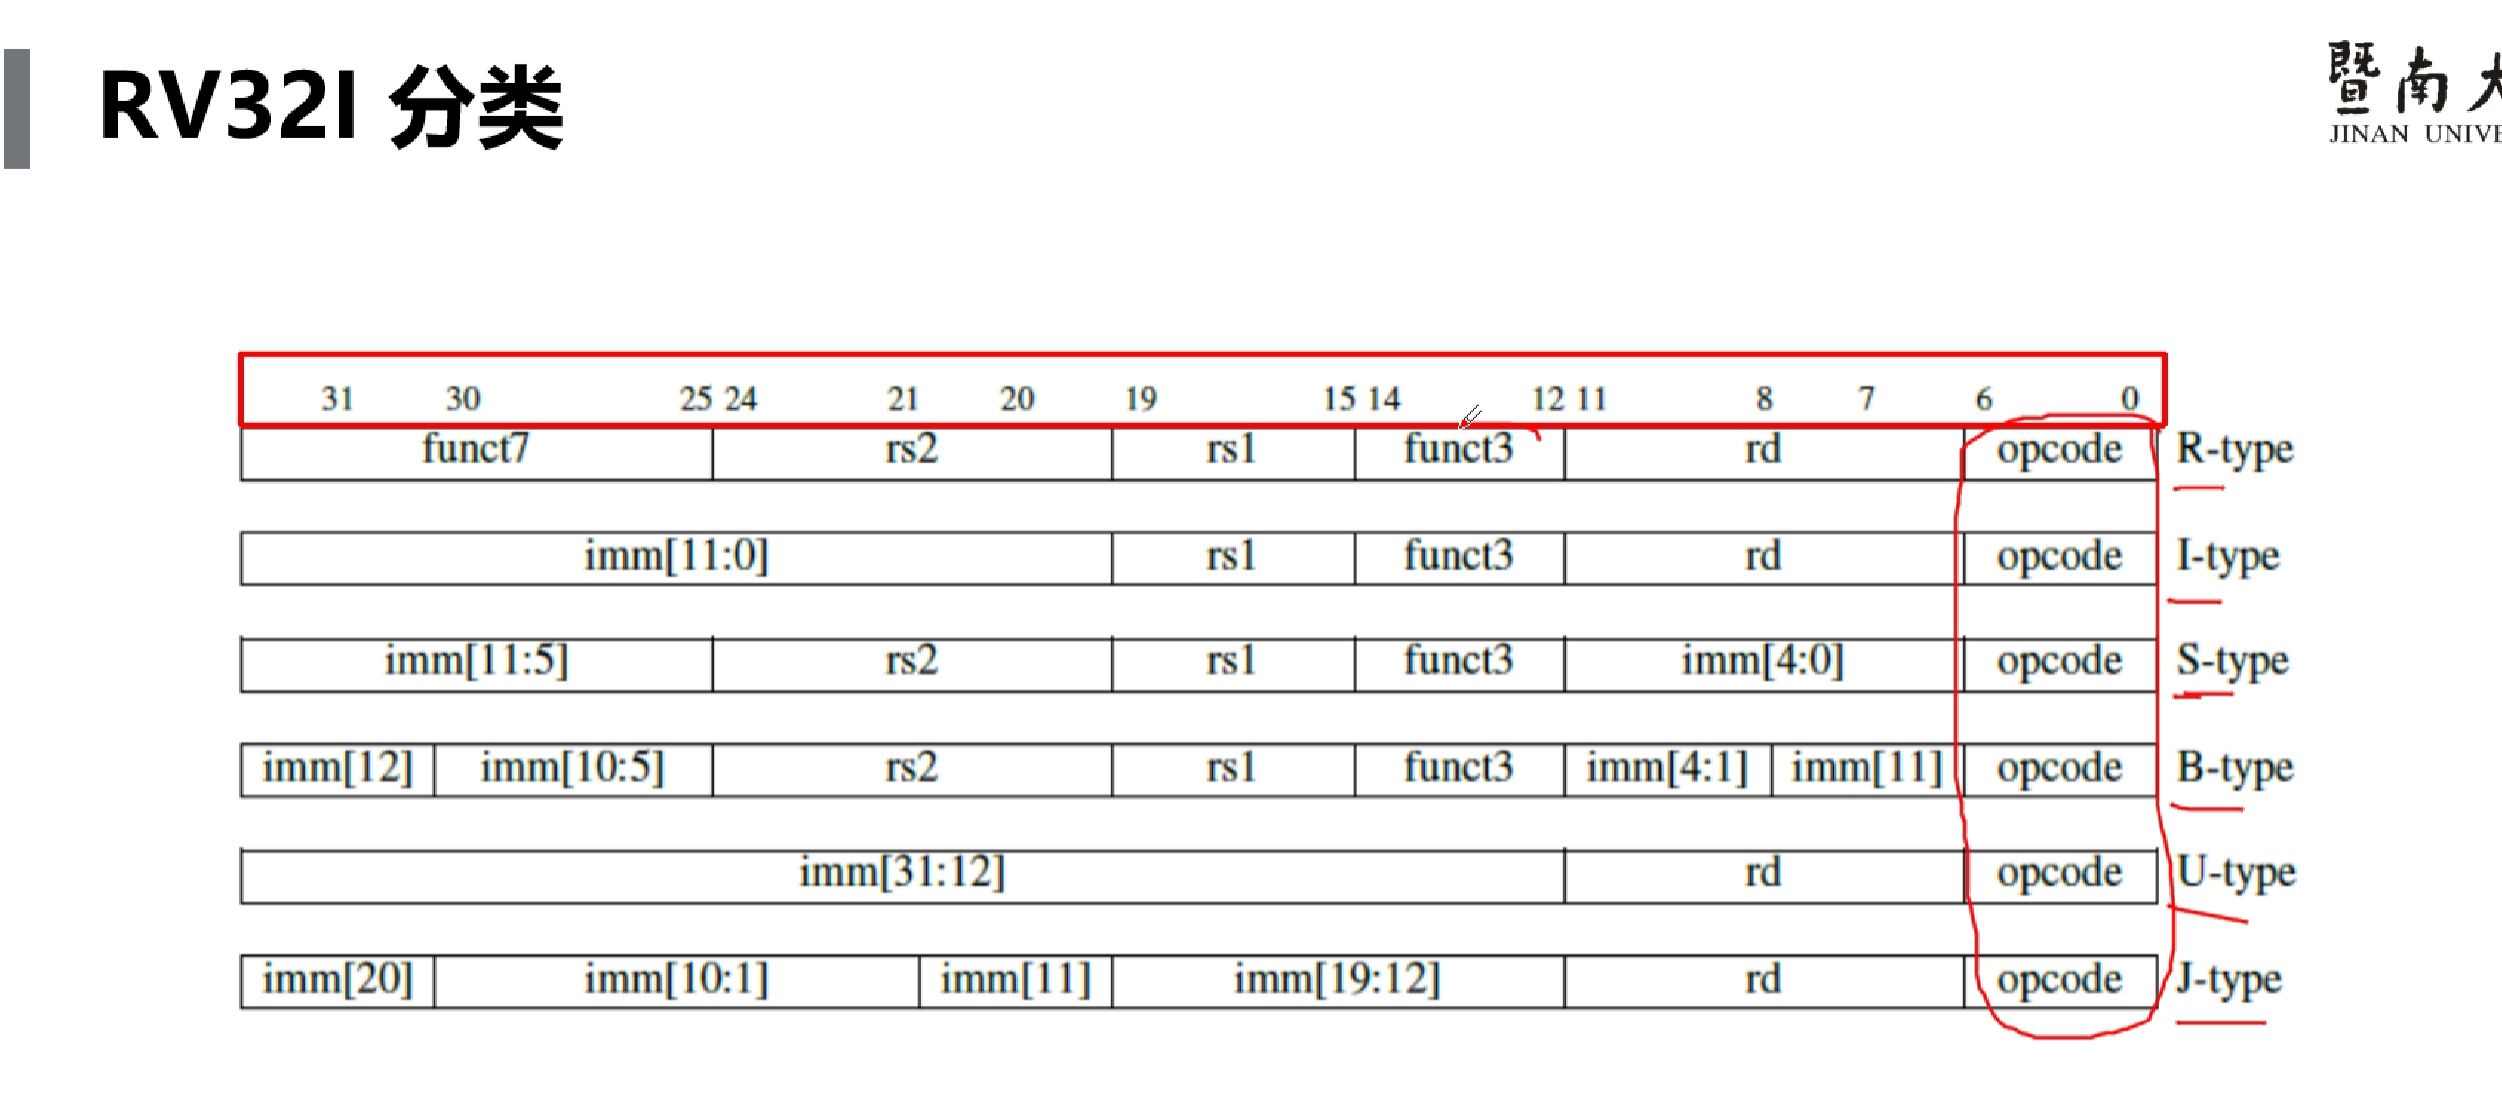 RV32I 分类
暨南大
JINAN UNIVE
31 30 25 24 21 20 19 15 14 12 11 8 7 6 0
funct7 rs2 rs1 funct3 rd opcode R-type
imm[11:0] rs1 funct3 rd opcode I-type
imm[11:5] rs2 rs1 funct3 imm[4:0] opcode S-type
imm[12] imm[10:5] rs2 rs1 funct3 imm[4:1] imm[11] opcode B-type
imm[31:12] rd opcode U-type
imm[20] imm[10:1] imm[11] imm[19:12] rd opcode J-type